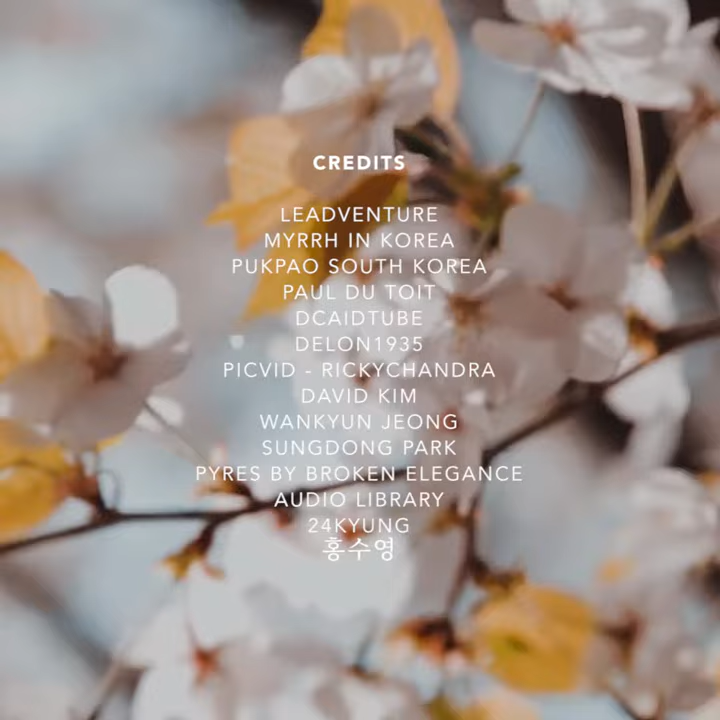 CREDITS
LEADVENTURE
MYRRH IN KOREA
PUKPAO SOUTH KOREA
PAUL DU TOIT
DCAIDTUBE
DELON1935
PICVID - RICKYCHANDRA
DAVID KIM
WANKYUN JEONG
SUNGDONG PARK
PYRES BY BROKEN ELEGANCE
AUDIO LIBRARY
24KYUNG
홍수영